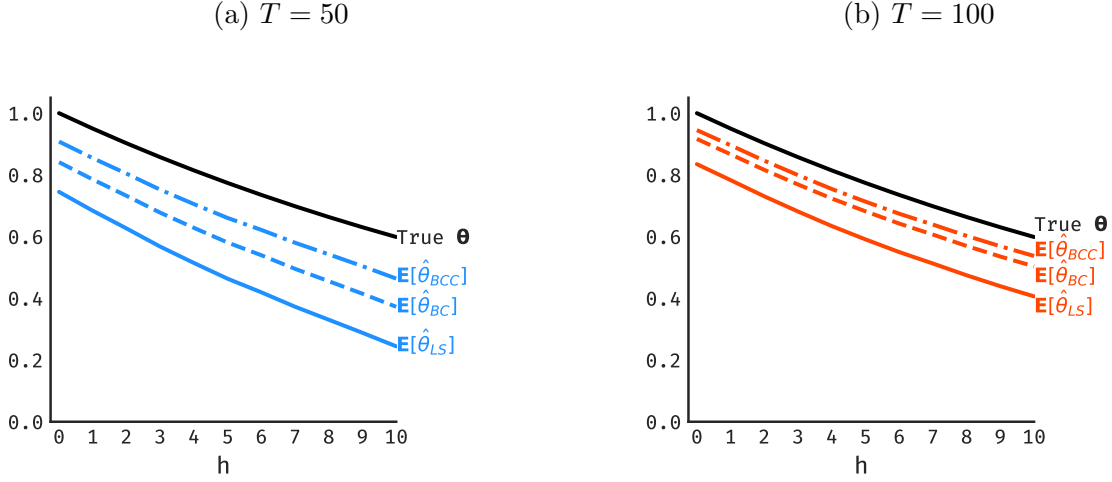 (a) T = 50
1.0
0.8
0.6
0.4
0.2
0.0
0 1 2 3 4 5 6 7 8 9 10
h
True θ
E[θ̂_BCC]
E[θ̂_BC]
E[θ̂_LS]
(b) T = 100
1.0
0.8
0.6
0.4
0.2
0.0
0 1 2 3 4 5 6 7 8 9 10
h
True θ
E[θ̂_BCC]
E[θ̂_BC]
E[θ̂_LS]